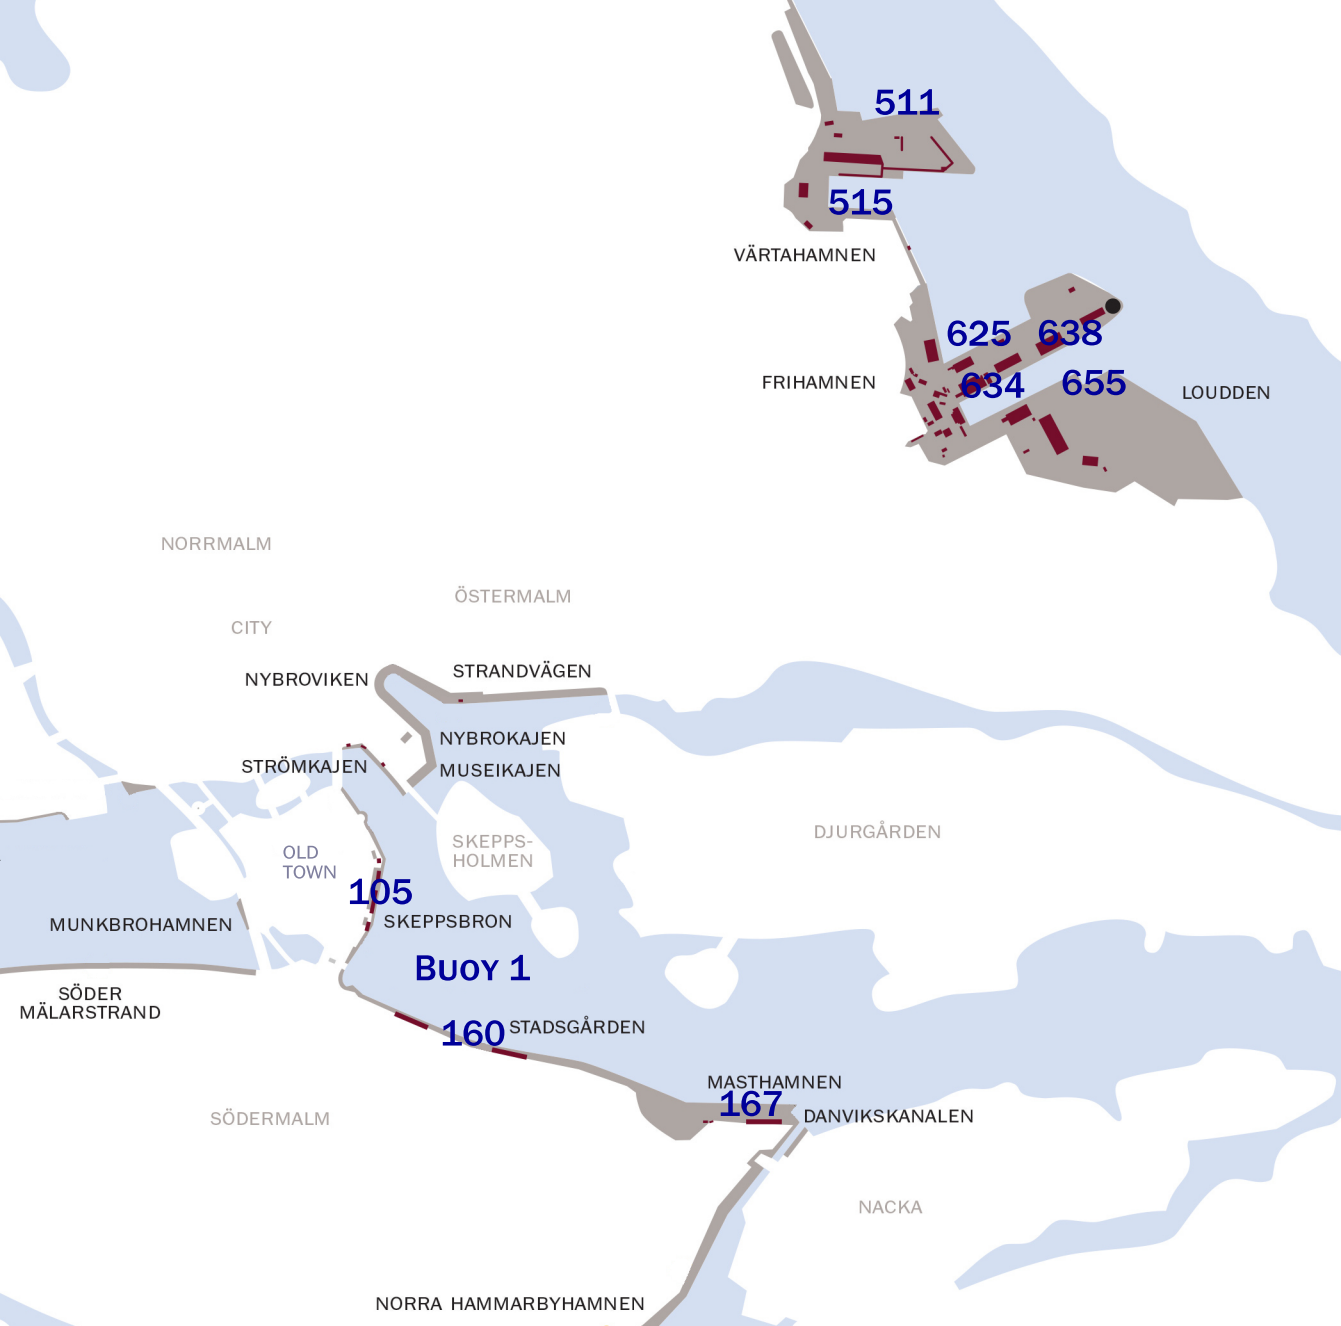 511
515
VÄRTAHAMNEN
625
638
FRIHAMNEN
634
655
LOUDDEN
NORRMALM
ÖSTERMALM
CITY
NYBROVIKEN
STRANDVÄGEN
NYBROKAJEN
STRÖMKAJEN
MUSEIKAJEN
DJURGÅRDEN
SKEPPS-
HOLMEN
OLD
TOWN
105
MUNKBROHAMNEN
SKEPPSBRON
BUOY 1
SÖDER
MÄLARSTRAND
160
STADSGÅRDEN
MASTHAMNEN
167
DANVIKSKANALEN
SÖDERMALM
NACKA
NORRA HAMMARBYHAMNEN